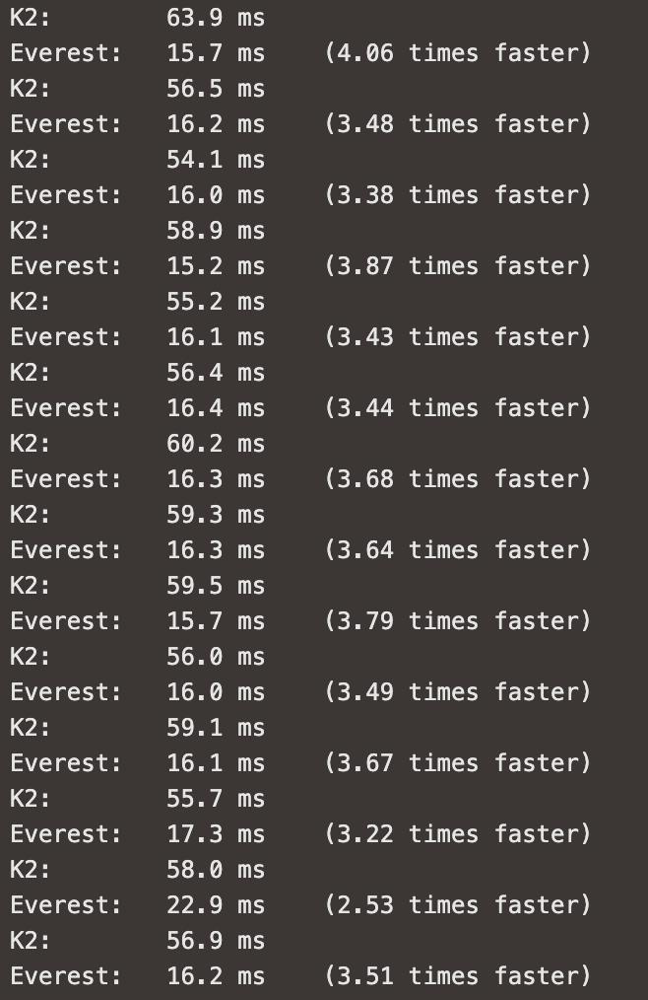 K2: 63.9 ms
Everest: 15.7 ms (4.06 times faster)
K2: 56.5 ms
Everest: 16.2 ms (3.48 times faster)
K2: 54.1 ms
Everest: 16.0 ms (3.38 times faster)
K2: 58.9 ms
Everest: 15.2 ms (3.87 times faster)
K2: 55.2 ms
Everest: 16.1 ms (3.43 times faster)
K2: 56.4 ms
Everest: 16.4 ms (3.44 times faster)
K2: 60.2 ms
Everest: 16.3 ms (3.68 times faster)
K2: 59.3 ms
Everest: 16.3 ms (3.64 times faster)
K2: 59.5 ms
Everest: 15.7 ms (3.79 times faster)
K2: 56.0 ms
Everest: 16.0 ms (3.49 times faster)
K2: 59.1 ms
Everest: 16.1 ms (3.67 times faster)
K2: 55.7 ms
Everest: 17.3 ms (3.22 times faster)
K2: 58.0 ms
Everest: 22.9 ms (2.53 times faster)
K2: 56.9 ms
Everest: 16.2 ms (3.51 times faster)